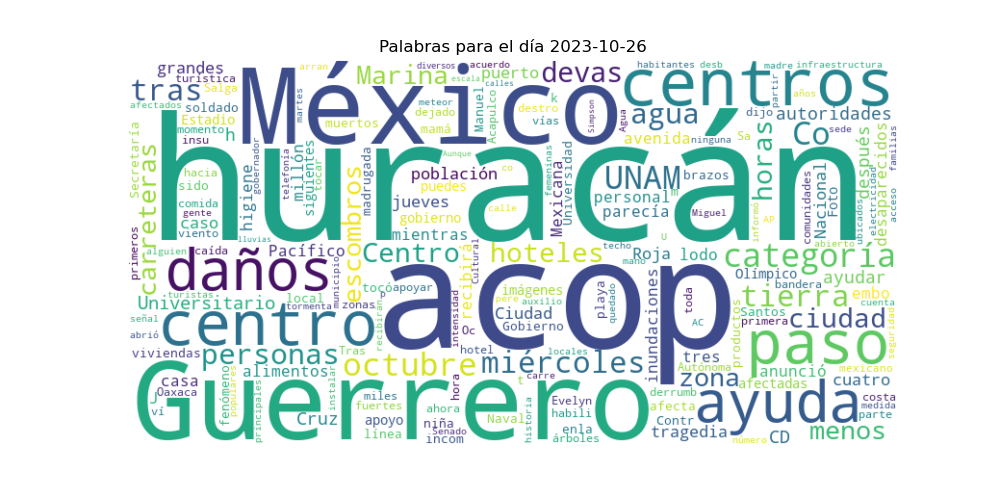 Palabras para el día 2023-10-26
huracán
acop
México
Guerrero
centros
centro
daños
paso
ayuda
UNAM
agua
devas
tras
grandes
turística
Salga
afectados
soldado
Estadio
momento
insu
h
arran
martes
muertos
Marina
diversos
acuerdo
escala
calles
puerto
dejado
mamá
meteor
destro
vías
k
Manuel
Acapulco
Simpson
Agua
habitantes
desb
madre
infraestructura
partir
años
dijo
autoridades
avenida
ninguna
Sa
Co
sede
Secretaría
carreteras
hacia
sido
comida
gente
caso
viento
primeros
higiene
gobernador
lluvias
telefonía
millón
siguientes
tocar
madrugada
escombros
población
puedes
jueves
gobierno
mientras
Aunque
co
calle
femeninas
Mexicana
Universidad
personal
parecía
brazos
m
Miguel
AP
informó
horas
comunidades
Nacional
Foto
abierto
después
ubicados
electricidad
desaparecidos
acceso
familias
alguien
caída
Pacífico
Centro
recibirá
cultural
hoteles
techo
mano
U
Roja
lodo
categoría
Olímpico
ayudar
bandera
Universitario
turistas
tormenta
local
zonas
municipio
tocó
apoyar
P
recibirán
imágenes
Ciudad
Gobierno
intensidad
pere
auxilio
Oc
playa
quedado
toda
AC
inundaciones
tierra
embo
Santos
primera
ciudad
cuenta
seguridad
señal
abrió
viviendas
personas
alimentos
Tras
octubre
hotel
miércoles
locales
tres
Autónoma
zona
productos
anunció
afectadas
cuatro
mexicano
casa
Oaxaca
J
ví
fenómeno
populares
principales
instalar
Cruz
miles
fuertes
apoyo
línea
ahora
niña
incom
hora
Senado
carre
t
Naval
historia
Evelyn
habili
enla
árboles
derrumb
afecta
Contr
tragedia
número
CD
costa
medida
parte
menos